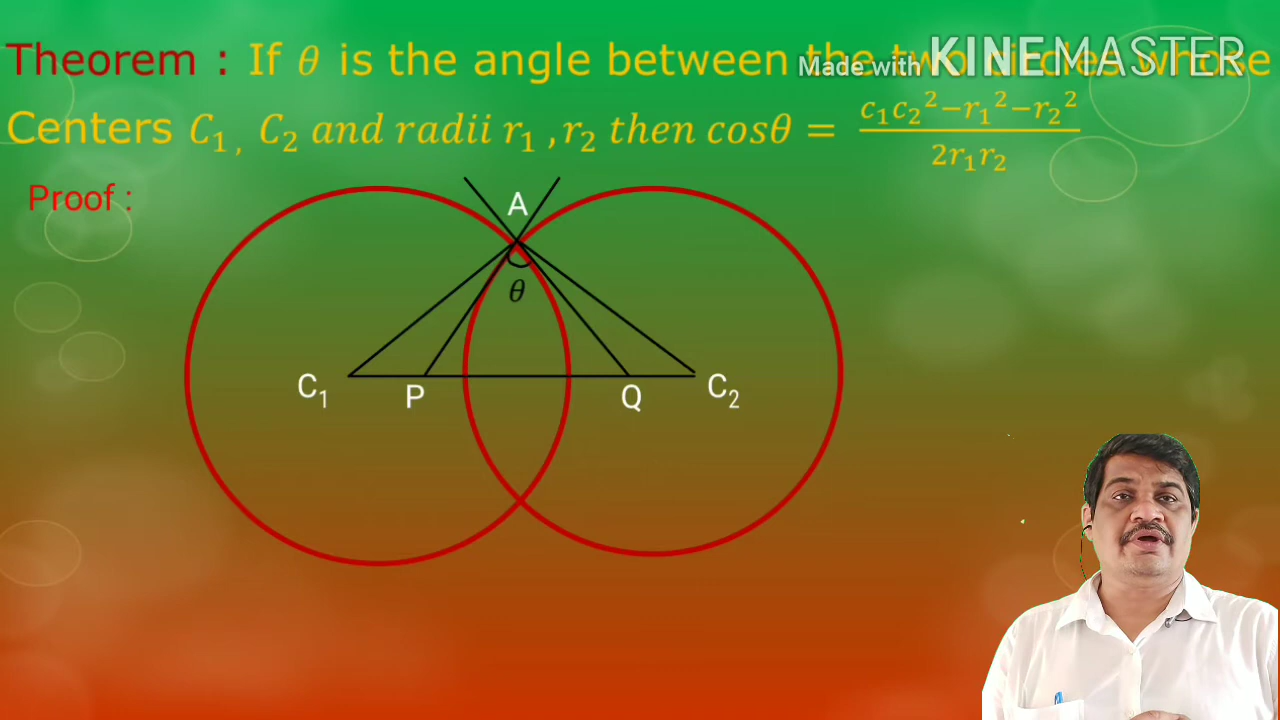 Theorem : If θ is the angle between the two circles whose
Made with KINEMASTER
Centers C₁, C₂ and radii r₁ ,r₂ then cosθ = (c₁c₂² − r₁² − r₂²) / (2r₁r₂)
Proof :
A
θ
C₁ P Q C₂